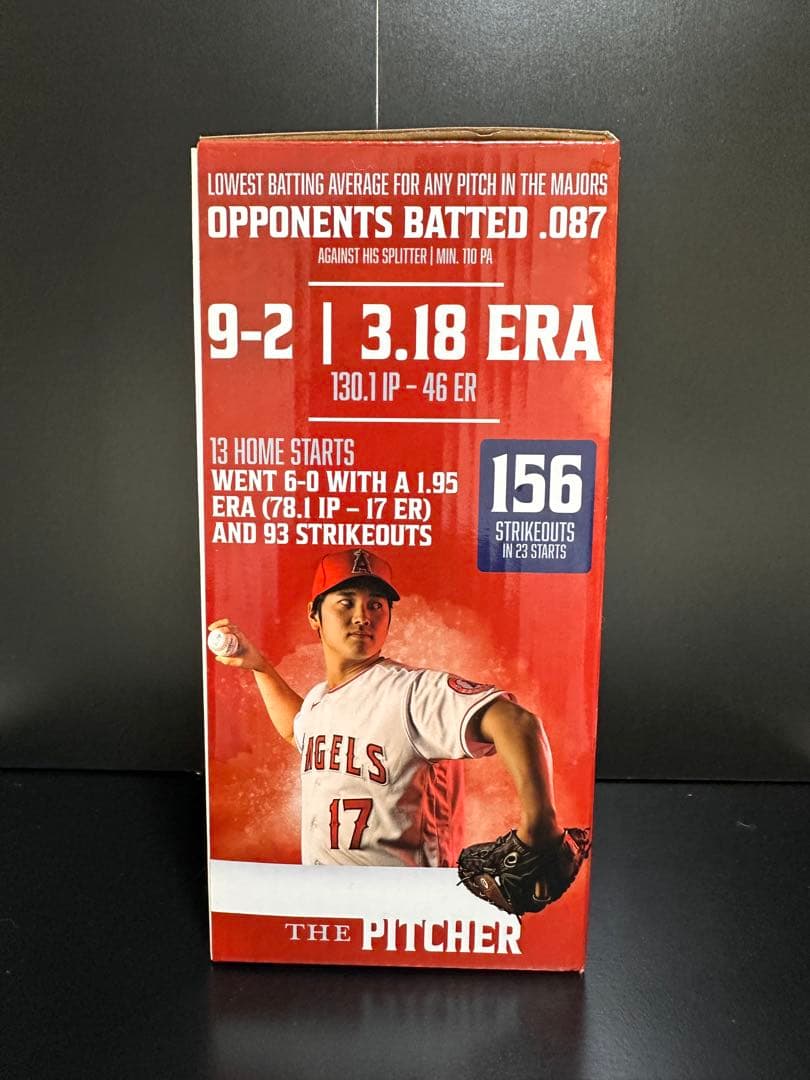 LOWEST BATTING AVERAGE FOR ANY PITCH IN THE MAJORS
OPPONENTS BATTED .087
AGAINST HIS SPLITTER | MIN. 110 PA
9-2 | 3.18 ERA
130.1 IP – 46 ER
13 HOME STARTS
WENT 6-0 WITH A 1.95
ERA (78.1 IP – 17 ER)
AND 93 STRIKEOUTS
156
STRIKEOUTS
IN 23 STARTS
A
ANGELS
17
THE PITCHER